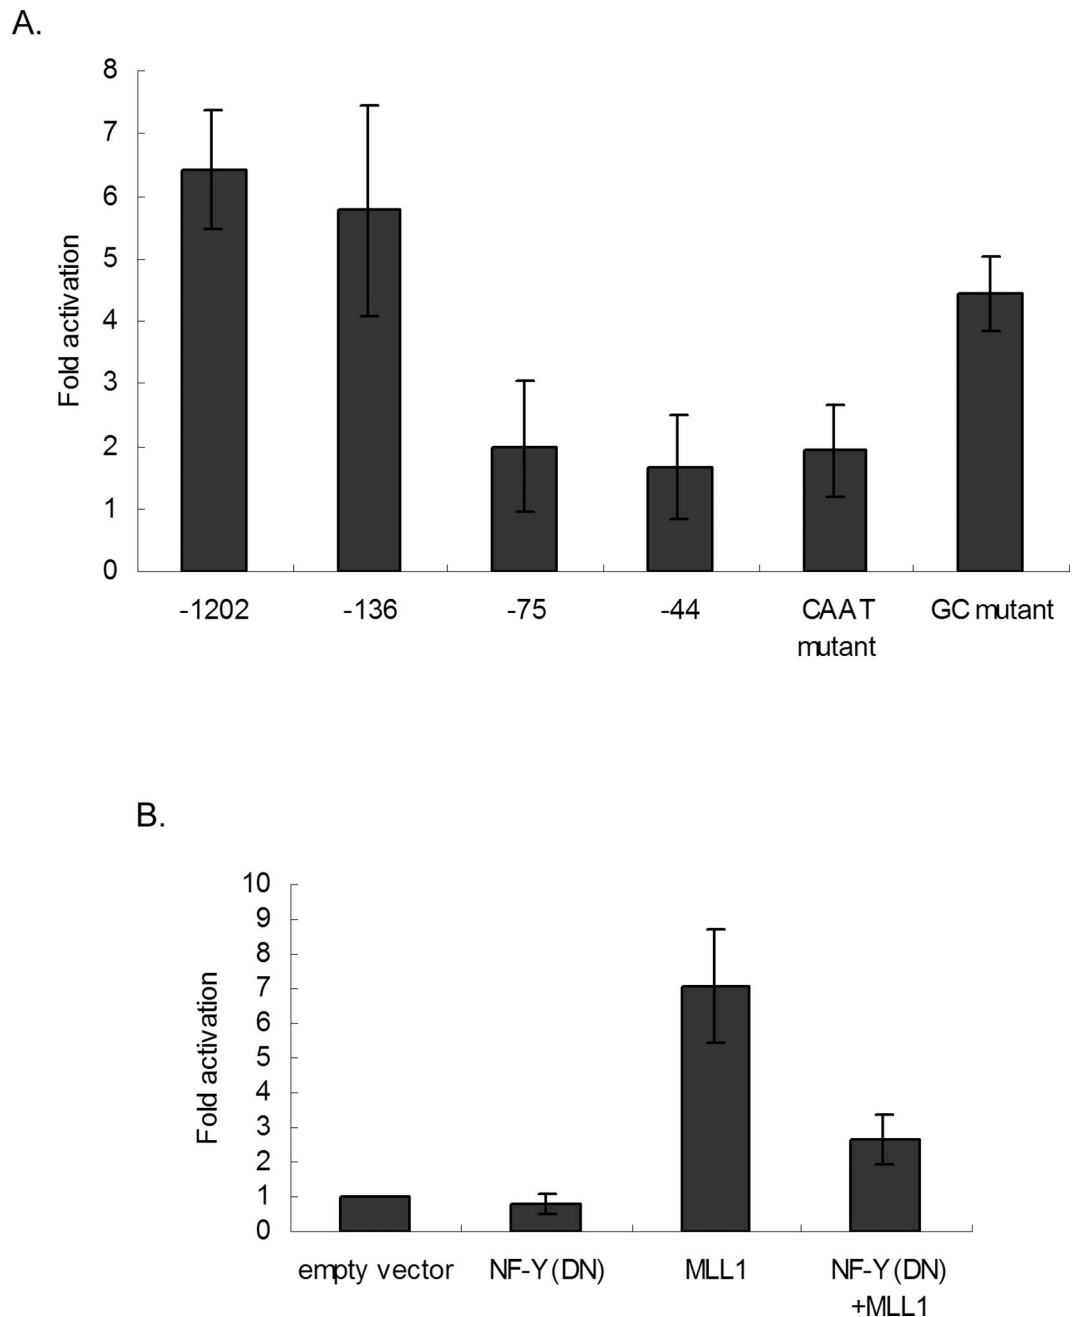 A.
8
7
6
5
4
3
2
1
0
Fold activation
-1202 -136 -75 -44 CAAT GC mutant
mutant
B.
10
9
8
7
6
5
4
3
2
1
0
Fold activation
empty vector NF-Y(DN) MLL1 NF-Y(DN)
+MLL1